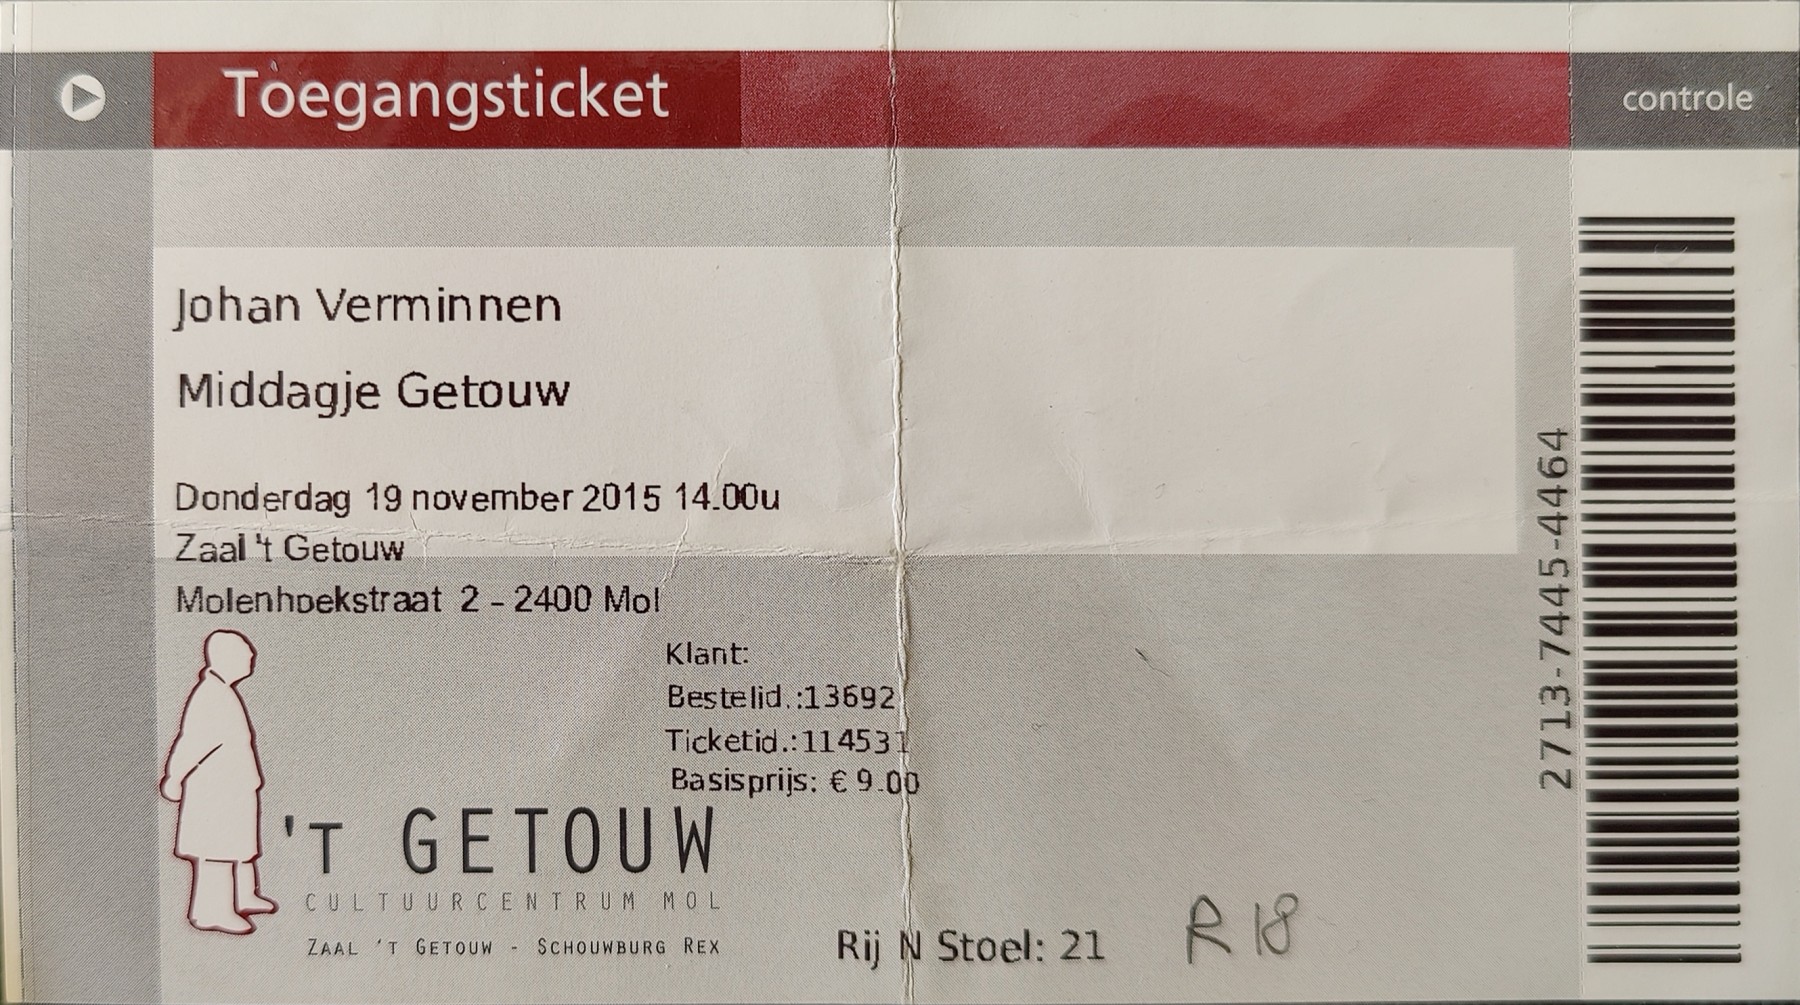 Toegangsticket
controle
Johan Verminnen
Middagje Getouw
Donderdag 19 november 2015 14.00u
Zaal 't Getouw
Molenhoekstraat 2 - 2400 Mol
Klant:
Bestelid.:13692
Ticketid.:114531
Basisprijs: € 9.00
'T GETOUW
CULTUURCENTRUM MOL
ZAAL 'T GETOUW - SCHOUWBURG REX
Rij N Stoel: 21
R 18
2713-7445-4464